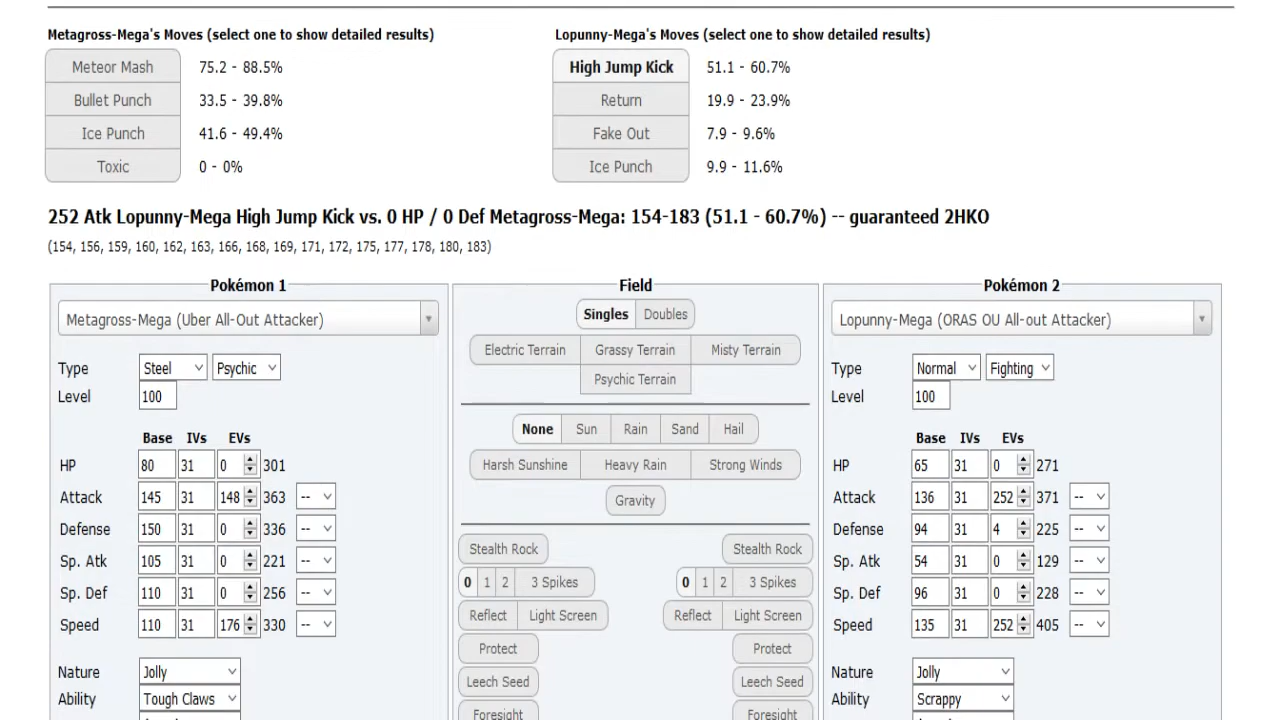 Metagross-Mega's Moves (select one to show detailed results)
Lopunny-Mega's Moves (select one to show detailed results)
Meteor Mash 75.2 - 88.5%
High Jump Kick 51.1 - 60.7%
Bullet Punch 33.5 - 39.8%
Return 19.9 - 23.9%
Ice Punch 41.6 - 49.4%
Fake Out 7.9 - 9.6%
Toxic 0 - 0%
Ice Punch 9.9 - 11.6%
252 Atk Lopunny-Mega High Jump Kick vs. 0 HP / 0 Def Metagross-Mega: 154-183 (51.1 - 60.7%) -- guaranteed 2HKO
(154, 156, 159, 160, 162, 163, 166, 168, 169, 171, 172, 175, 177, 178, 180, 183)
Pokémon 1
Metagross-Mega (Uber All-Out Attacker)
Type Steel Psychic
Level 100
Base IVs EVs
HP 80 31 0 301
Attack 145 31 148 363 --
Defense 150 31 0 336 --
Sp. Atk 105 31 0 221 --
Sp. Def 110 31 0 256 --
Speed 110 31 176 330 --
Nature Jolly
Ability Tough Claws
Field
Singles Doubles
Electric Terrain Grassy Terrain Misty Terrain
Psychic Terrain
None Sun Rain Sand Hail
Harsh Sunshine Heavy Rain Strong Winds
Gravity
Stealth Rock Stealth Rock
0 1 2 3 Spikes 0 1 2 3 Spikes
Reflect Light Screen Reflect Light Screen
Protect Protect
Leech Seed Leech Seed
Foresight Foresight
Pokémon 2
Lopunny-Mega (ORAS OU All-out Attacker)
Type Normal Fighting
Level 100
Base IVs EVs
HP 65 31 0 271
Attack 136 31 252 371 --
Defense 94 31 4 225 --
Sp. Atk 54 31 0 129 --
Sp. Def 96 31 0 228 --
Speed 135 31 252 405 --
Nature Jolly
Ability Scrappy